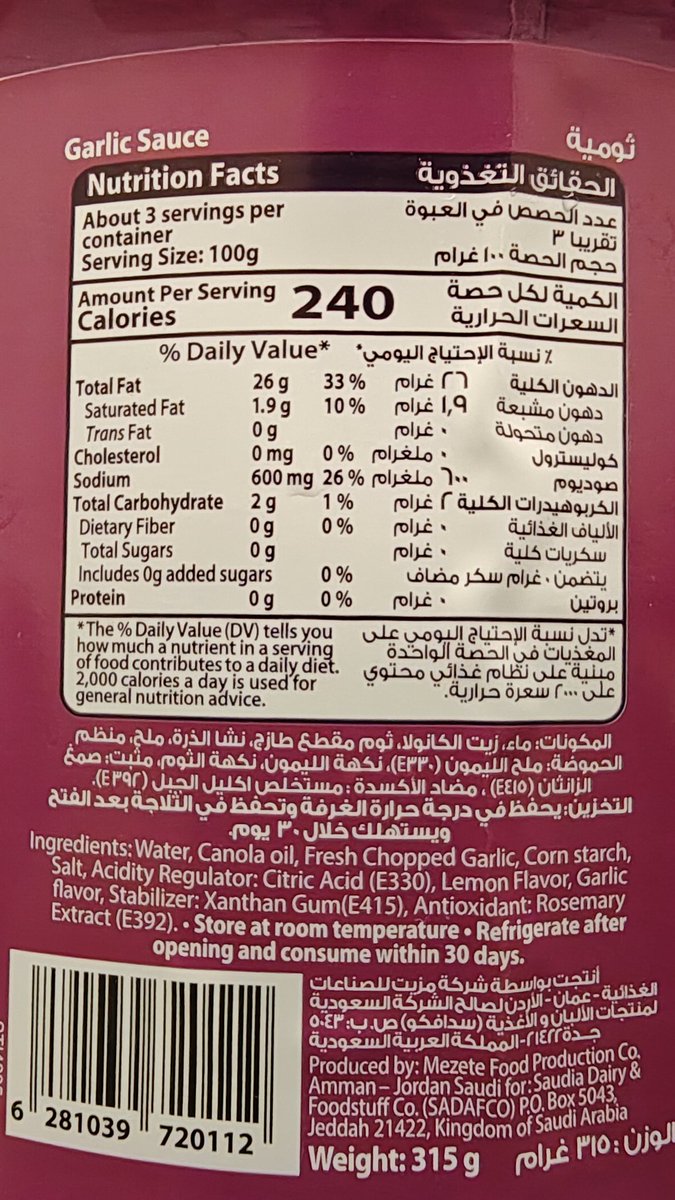 Garlic Sauce ثومية
Nutrition Facts الحقائق التغذوية
About 3 servings per container عدد الحصص في العبوة تقريبا ٣
Serving Size: 100g حجم الحصة ١٠٠ غرام
Amount Per Serving 240 الكمية لكل حصة
Calories السعرات الحرارية
% Daily Value* ٪ نسبة الإحتياج اليومي*
Total Fat 26 g 33 % ٢٦ غرام الدهون الكلية
Saturated Fat 1.9 g 10 % ١,٩ غرام دهون مشبعة
Trans Fat 0 g ٠ غرام دهون متحولة
Cholesterol 0 mg 0 % ٠ ملغرام كوليسترول
Sodium 600 mg 26 % ٦٠٠ ملغرام صوديوم
Total Carbohydrate 2 g 1 % ٢ غرام الكربوهيدرات الكلية
Dietary Fiber 0 g 0 % ٠ غرام الألياف الغذائية
Total Sugars 0 g ٠ غرام سكريات كلية
Includes 0g added sugars 0 % يتضمن ٠ غرام سكر مضاف
Protein 0 g 0 % ٠ غرام بروتين
*The % Daily Value (DV) tells you
how much a nutrient in a serving
of food contributes to a daily diet.
2,000 calories a day is used for
general nutrition advice.
*تدل نسبة الإحتياج اليومي على
المغذيات في الحصة الواحدة
مبنية على نظام غذائي محتوي
على ٢٠٠٠ سعرة حرارية.
المكونات: ماء، زيت الكانولا، ثوم مقطع طازج، نشا الذرة، ملح، منظم
الحموضة: ملح الليمون (E٣٣٠)، نكهة الليمون، نكهة الثوم، مثبت: صمغ
الزانثان (E٤١٥) ، مضاد الأكسدة : مستخلص اكليل الجبل (E٣٩٢).
التخزين: يحفظ في درجة حرارة الغرفة وتحفظ في الثلاجة بعد الفتح
ويستهلك خلال ٣٠ يوم.
Ingredients: Water, Canola oil, Fresh Chopped Garlic, Corn starch,
Salt, Acidity Regulator: Citric Acid (E330), Lemon Flavor, Garlic
flavor, Stabilizer: Xanthan Gum(E415), Antioxidant: Rosemary
Extract (E392). • Store at room temperature • Refrigerate after
opening and consume within 30 days.
أنتجت بواسطة شركة مزيت للصناعات
الغذائية - عمان - الأردن لصالح الشركة السعودية
لمنتجات الألبان والأغذية (سدافكو) ص.ب: ٥٠٤٣
جدة ٢١٤٢٢-المملكة العربية السعودية
Produced by: Mezete Food Production Co.
Amman – Jordan Saudi for: Saudia Dairy &
Foodstuff Co. (SADAFCO) P.O. Box 5043,
Jeddah 21422, Kingdom of Saudi Arabia
Weight: 315 g الوزن: ٣١٥ غرام
6 281039 720112